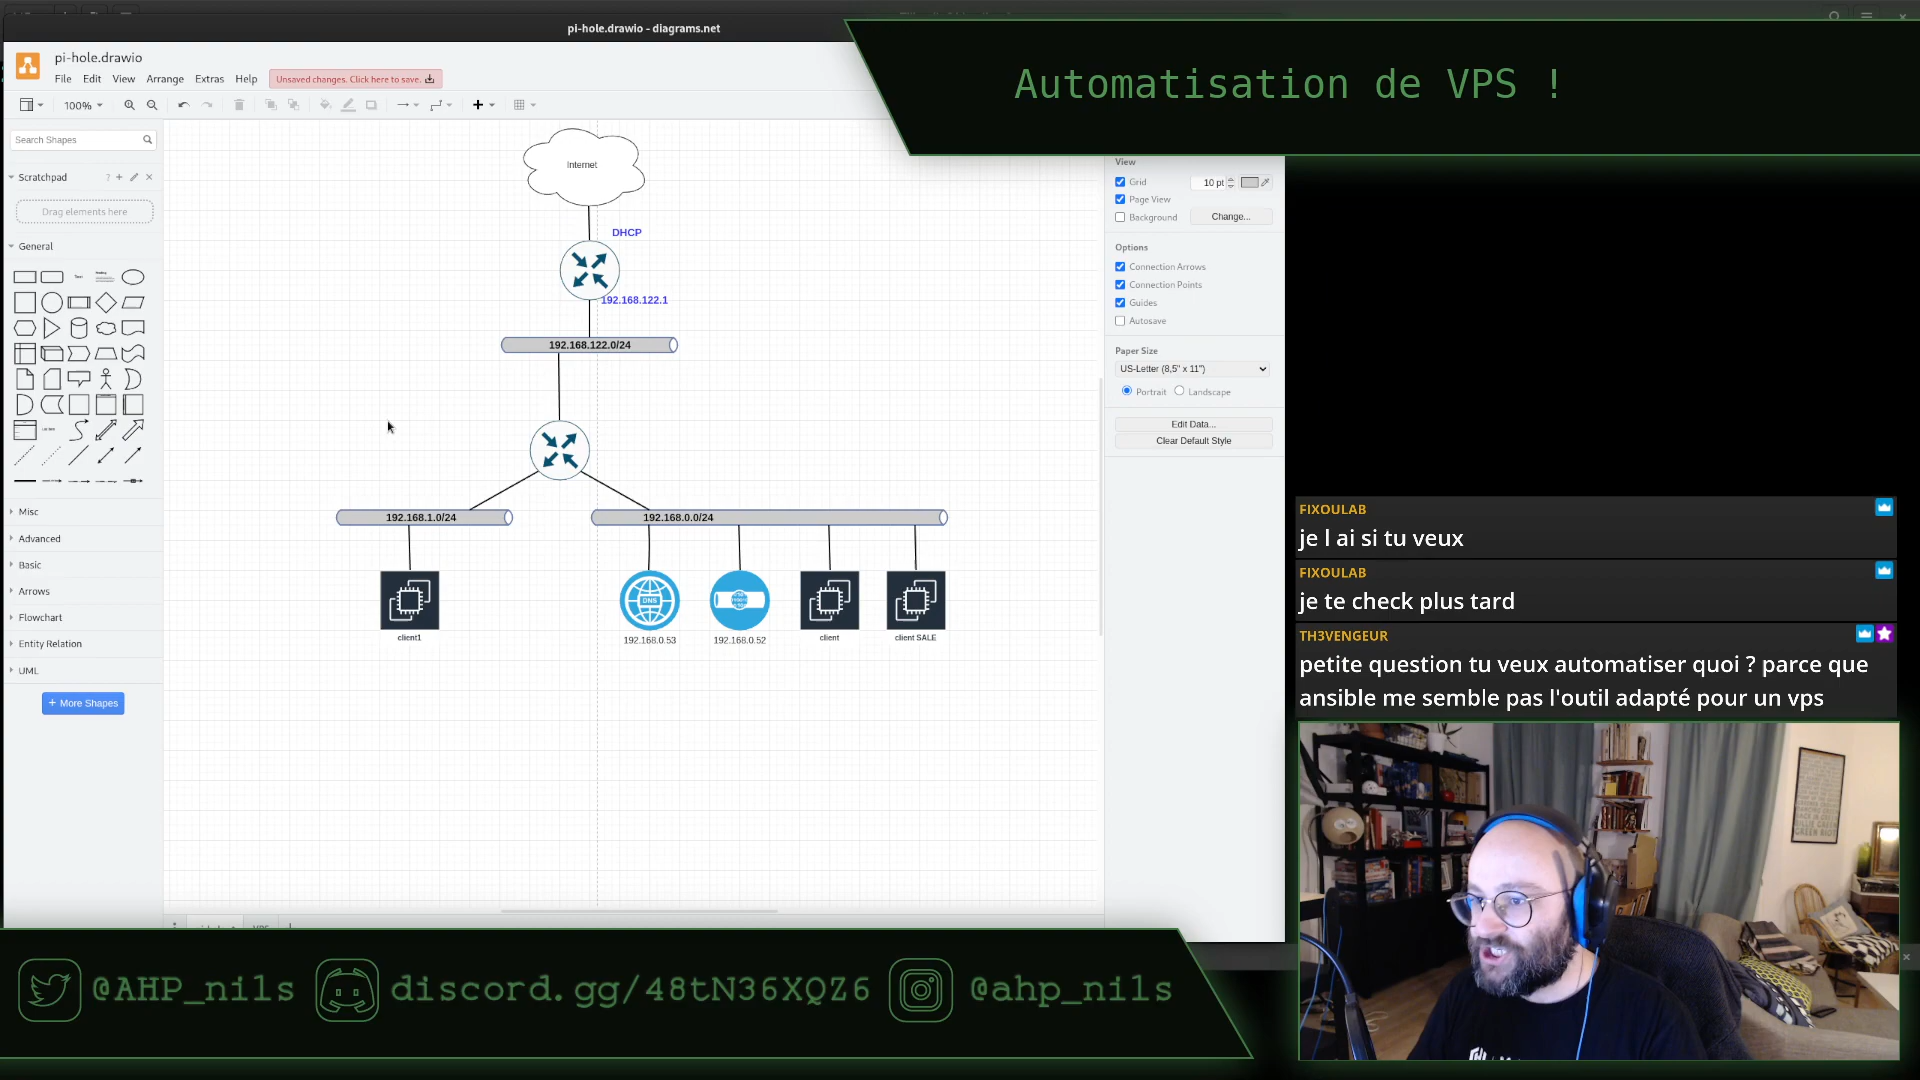 pi-hole.drawio - diagrams.net
Automatisation de VPS !
pi-hole.drawio
File Edit View Arrange Extras Help
Unsaved changes. Click here to save.
100%
Search Shapes
Scratchpad
?
Drag elements here
General
Misc
Advanced
Basic
Arrows
Flowchart
Entity Relation
UML
+ More Shapes
Internet
DHCP
192.168.122.1
192.168.122.0/24
192.168.1.0/24
192.168.0.0/24
DNS
client1
192.168.0.53
192.168.0.52
client
client SALE
View
Grid
10 pt
Page View
Background
Change...
Options
Connection Arrows
Connection Points
Guides
Autosave
Paper Size
US-Letter (8,5" x 11")
Portrait
Landscape
Edit Data...
Clear Default Style
FIXOULAB
je l ai si tu veux
FIXOULAB
je te check plus tard
TH3VENGEUR
petite question tu veux automatiser quoi ? parce que
ansible me semble pas l'outil adapté pour un vps
@AHP_nils
discord.gg/48tN36XQZ6
@ahp_nils